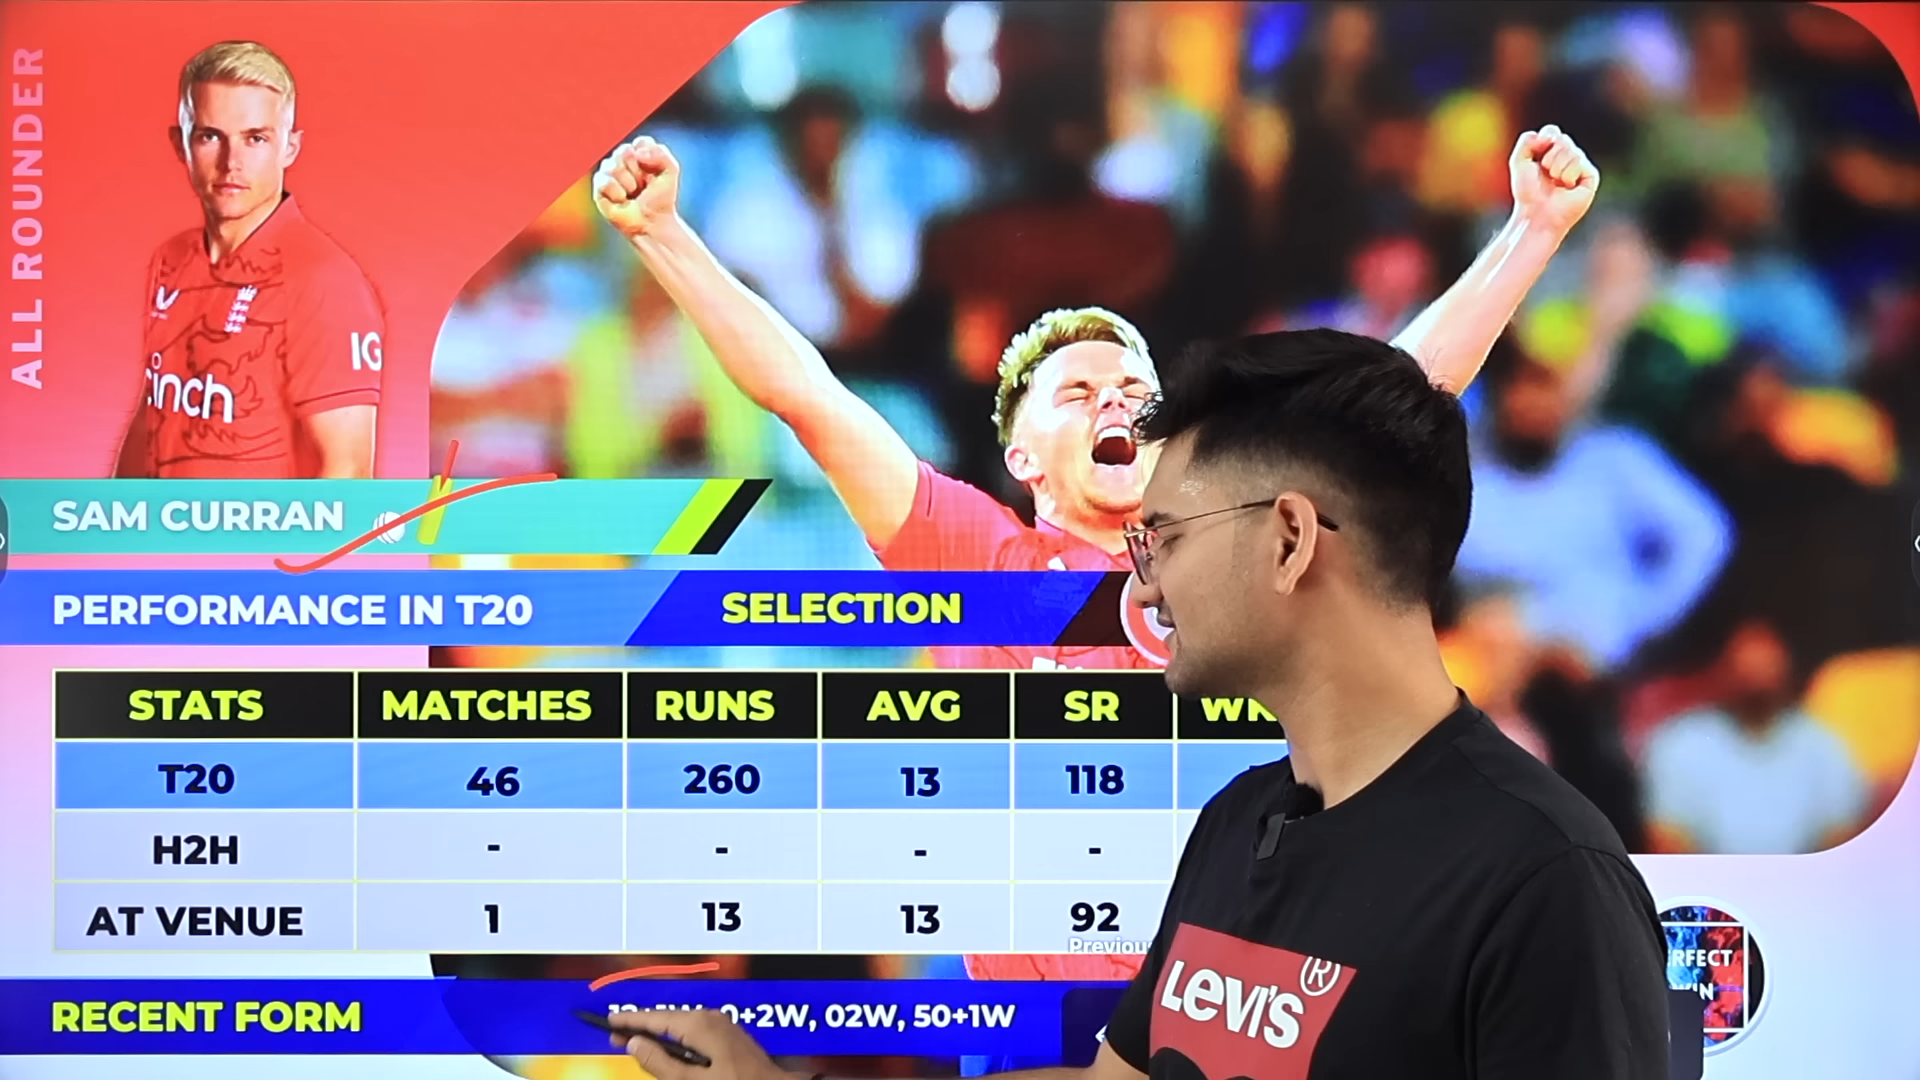 ALL ROUNDER
IG
cinch
SAM CURRAN
PERFORMANCE IN T20 SELECTION
STATS MATCHES RUNS AVG SR
T20 46 260 13 118
H2H - - - -
AT VENUE 1 13 13 92
Previous
RECENT FORM 0+2W, 02W, 50+1W
Levi's ®